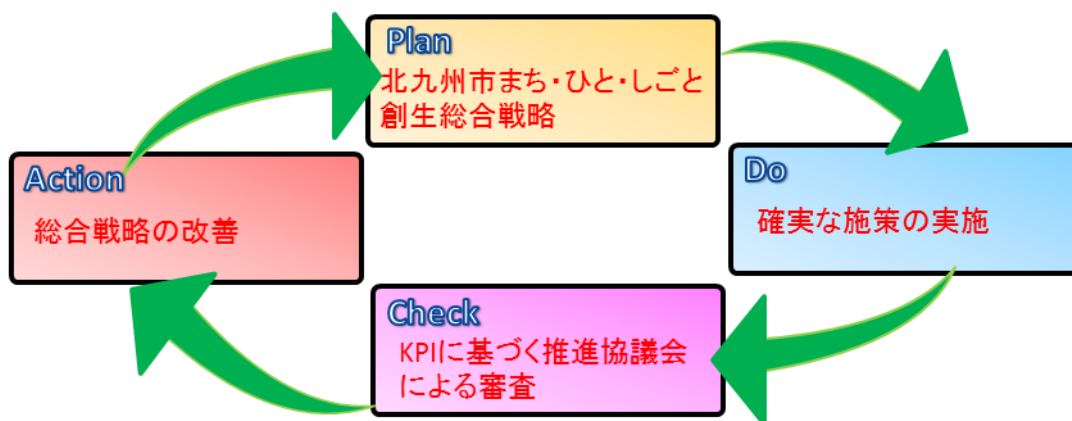 Plan
北九州市まち・ひと・しごと
創生総合戦略
Do
確実な施策の実施
Check
KPIに基づく推進協議会
による審査
Action
総合戦略の改善